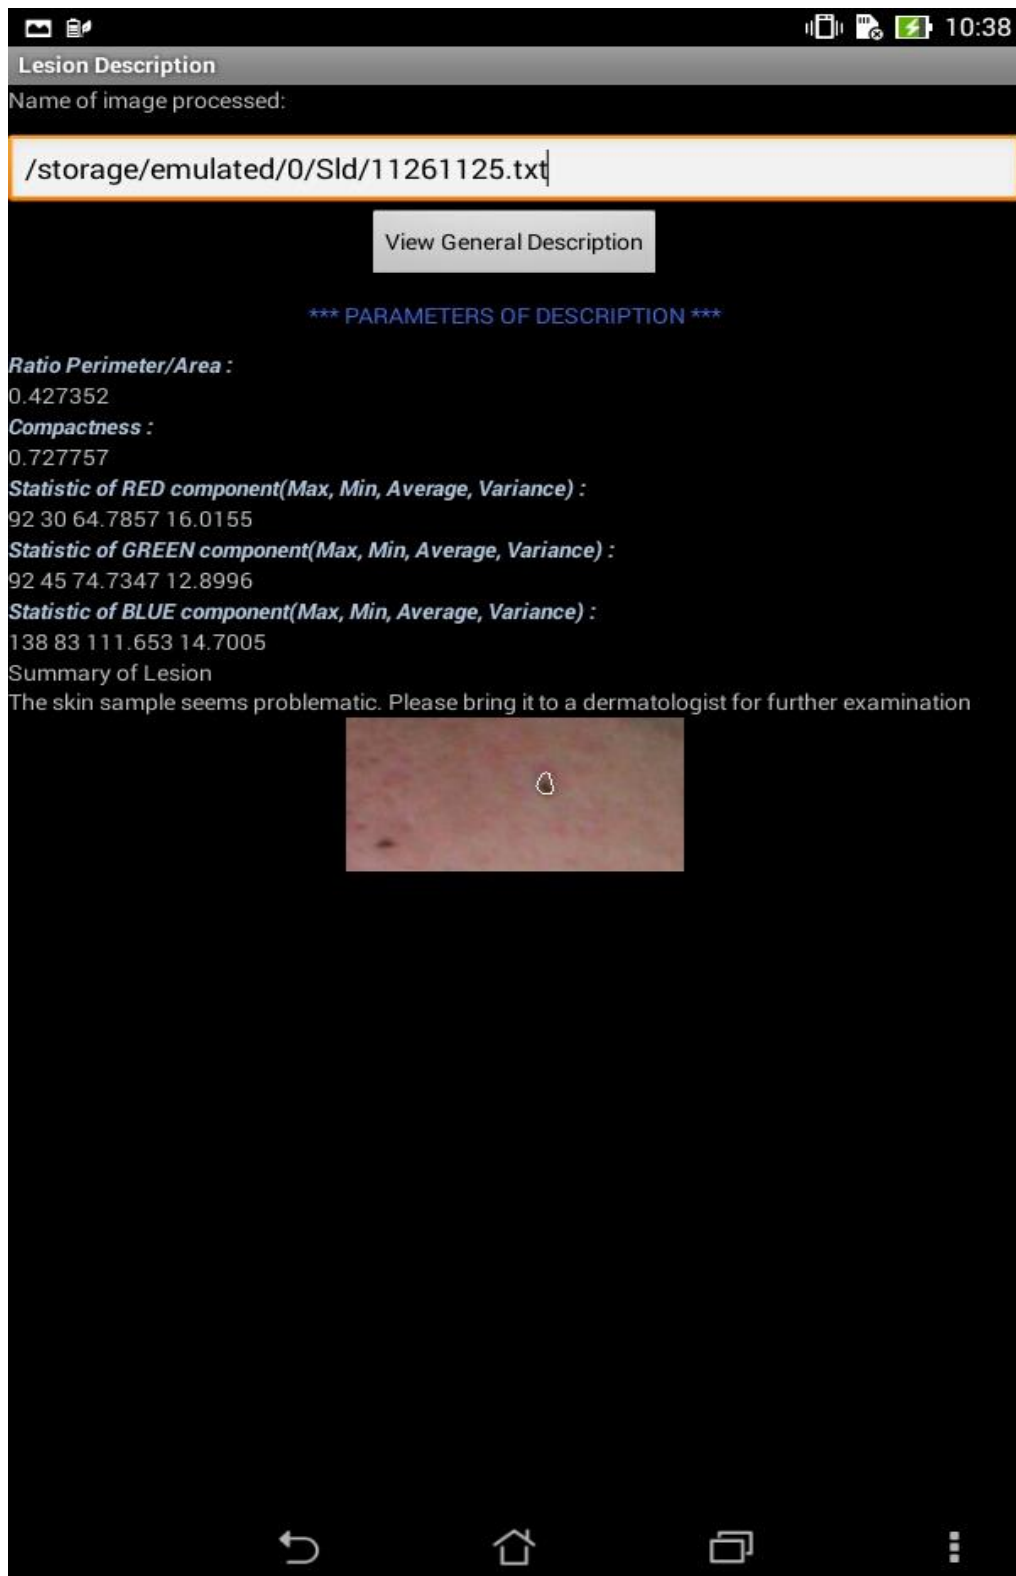 10:38
Lesion Description
Name of image processed:
/storage/emulated/0/Sld/11261125.txt
View General Description
*** PARAMETERS OF DESCRIPTION ***
Ratio Perimeter/Area :
0.427352
Compactness :
0.727757
Statistic of RED component(Max, Min, Average, Variance) :
92 30 64.7857 16.0155
Statistic of GREEN component(Max, Min, Average, Variance) :
92 45 74.7347 12.8996
Statistic of BLUE component(Max, Min, Average, Variance) :
138 83 111.653 14.7005
Summary of Lesion
The skin sample seems problematic. Please bring it to a dermatologist for further examination